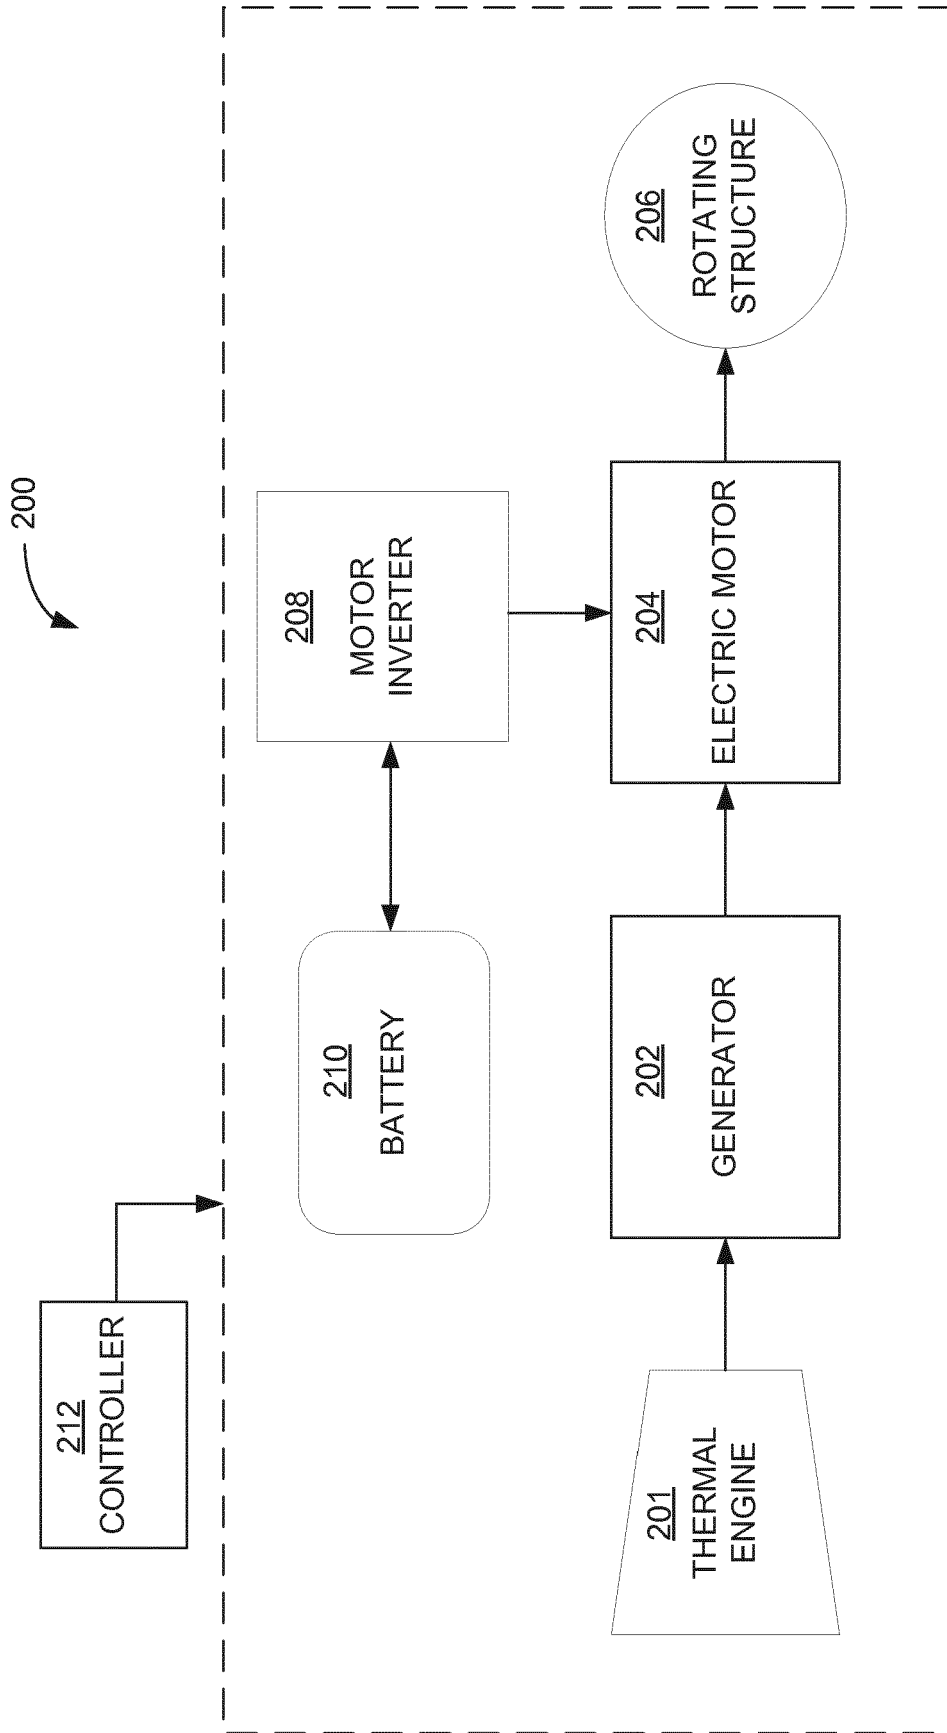 200
212
CONTROLLER
210
BATTERY
208
MOTOR
INVERTER
201
THERMAL
ENGINE
202
GENERATOR
204
ELECTRIC MOTOR
206
ROTATING
STRUCTURE